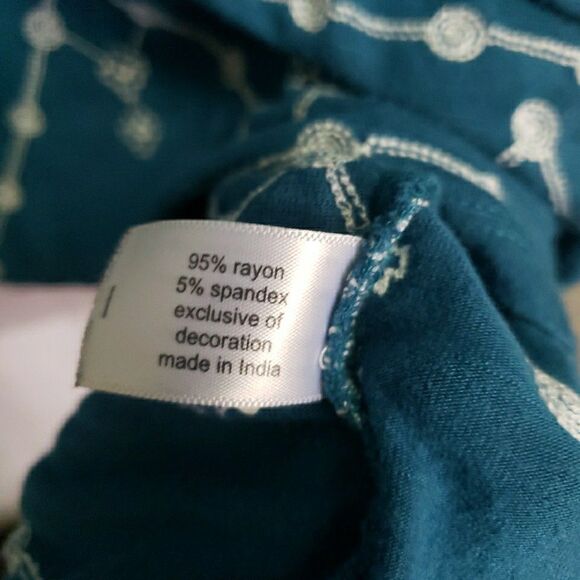 95% rayon
5% spandex
exclusive of
decoration
made in India